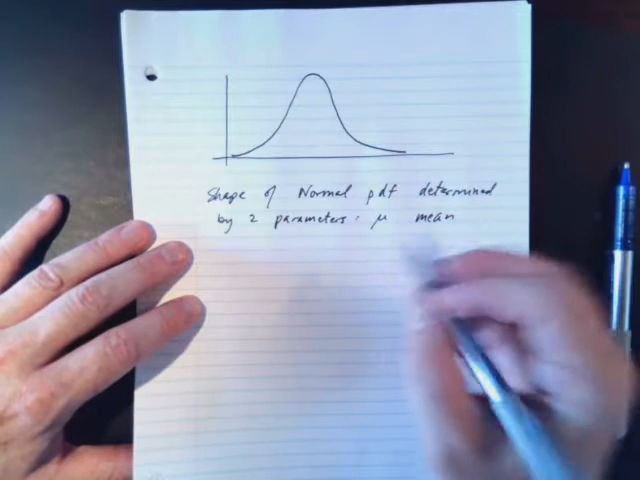 Shape of Normal pdf determined
by 2 parameters: μ mean